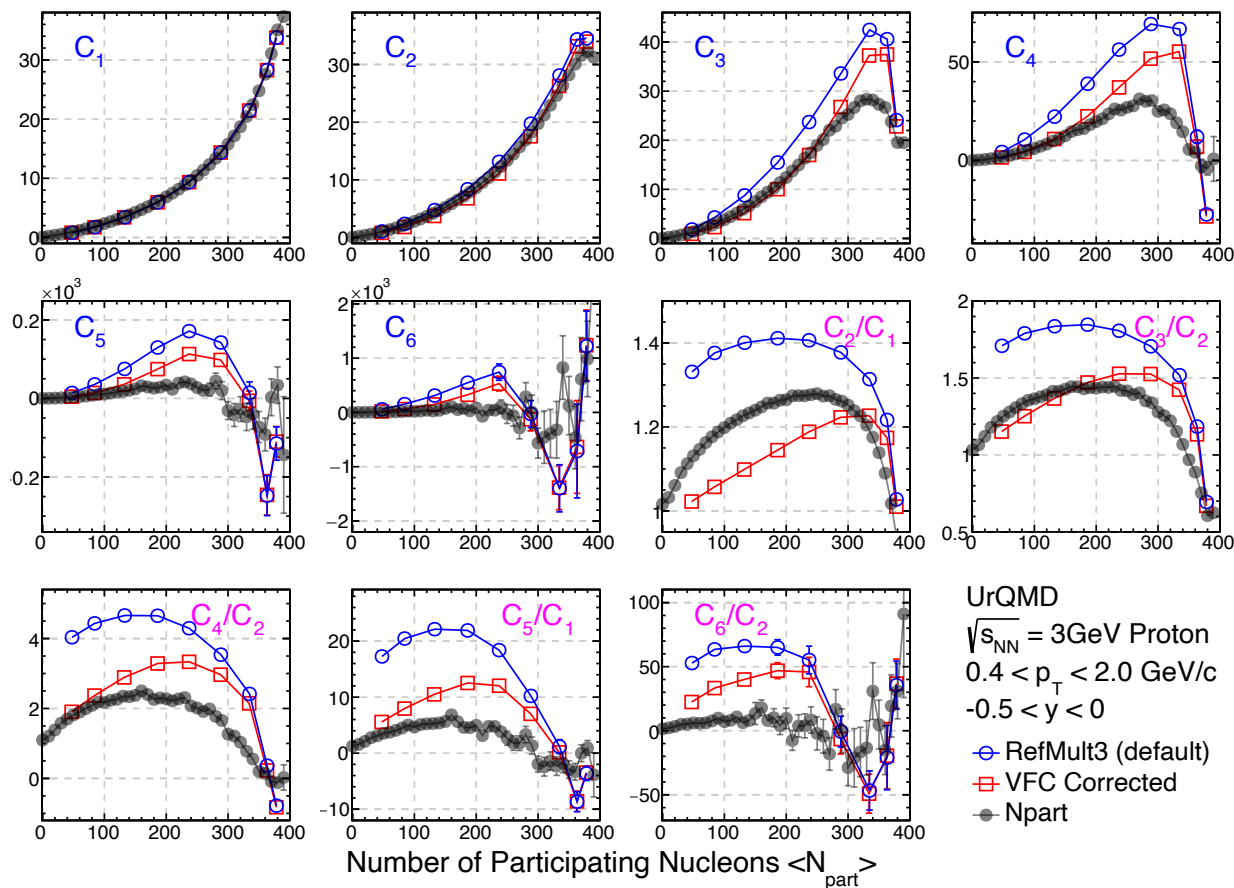 C₁
30
20
10
0
0 100 200 300 400
C₂
30
20
10
0
0 100 200 300 400
C₃
40
30
20
10
0
0 100 200 300 400
C₄
50
0
0 100 200 300 400
×10³
C₅
0.2
0
0.2
0 100 200 300 400
×10³
C₆
2
1
0
−1
−2
0 100 200 300 400
C₂/C₁
1.4
1.2
1
0 100 200 300 400
C₃/C₂
2
1.5
1
0.5
0 100 200 300 400
C₄/C₂
4
2
0
0 100 200 300 400
C₅/C₁
20
10
0
−10
0 100 200 300 400
C₆/C₂
100
50
0
−50
0 100 200 300 400
UrQMD
√s_NN = 3GeV Proton
0.4 < p_T < 2.0 GeV/c
-0.5 < y < 0
RefMult3 (default)
VFC Corrected
Npart
Number of Participating Nucleons <N_part>